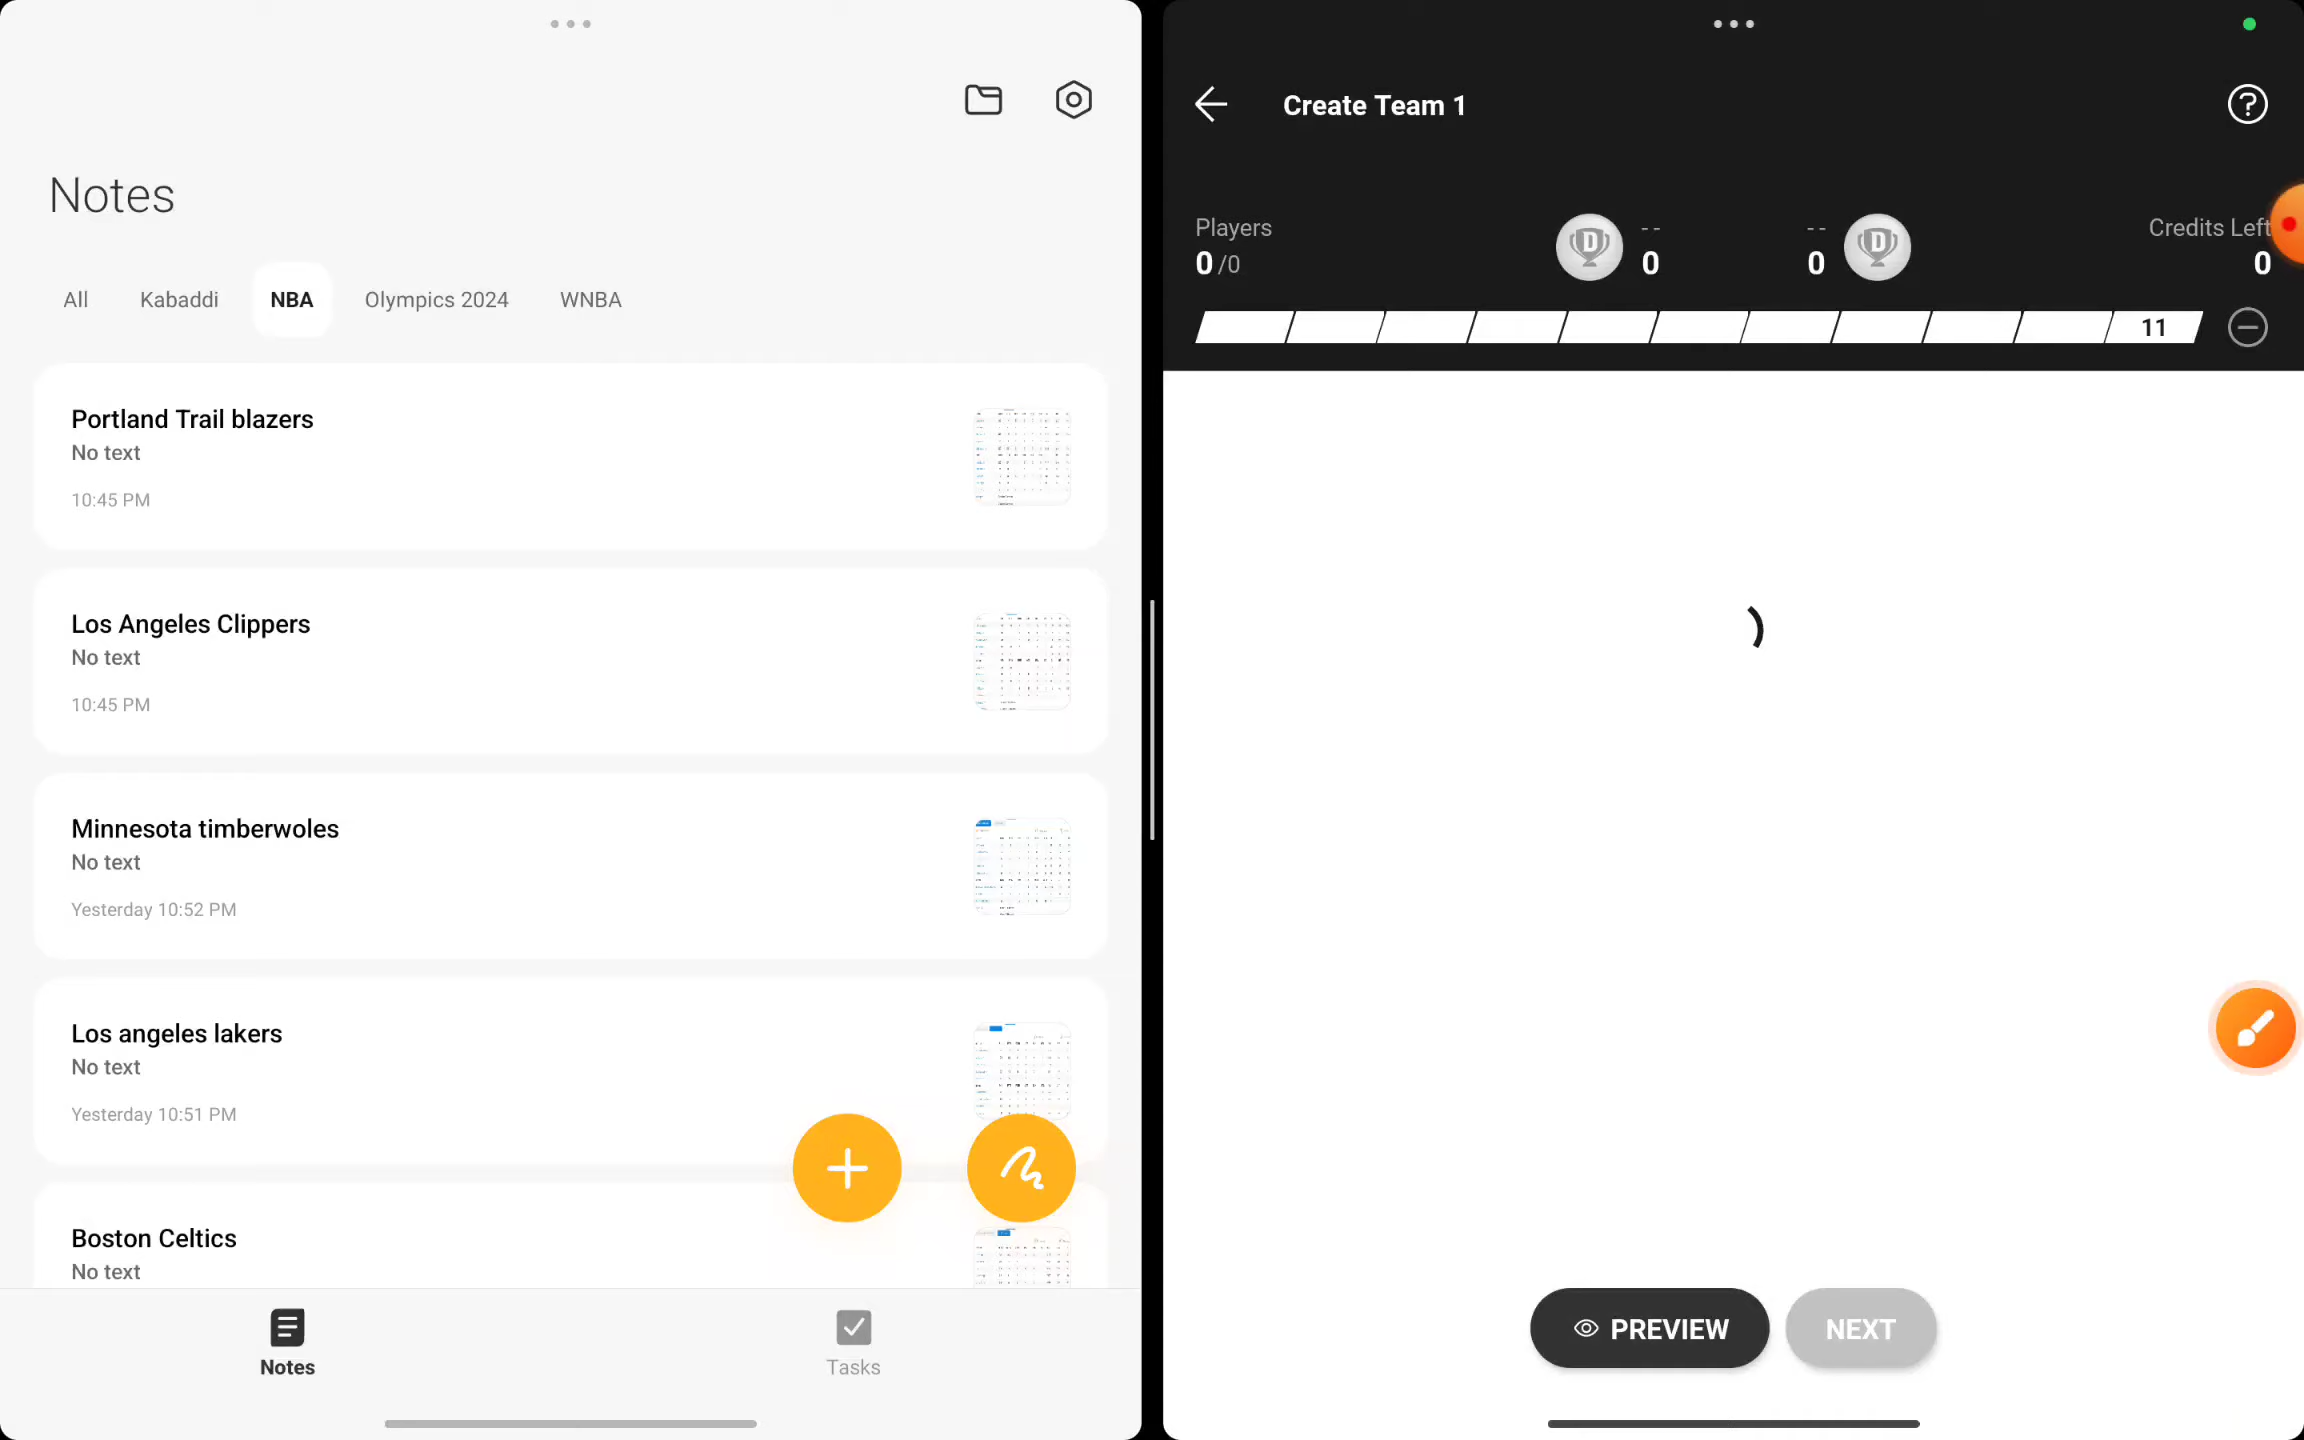 Notes
All Kabaddi NBA Olympics 2024 WNBA
Portland Trail blazers
No text
10:45 PM
Los Angeles Clippers
No text
10:45 PM
Minnesota timberwoles
No text
Yesterday 10:52 PM
Los angeles lakers
No text
Yesterday 10:51 PM
Boston Celtics
No text
Notes Tasks
Create Team 1
Players -- -- Credits Left
0/0 D 0 0 D 0
11
PREVIEW NEXT